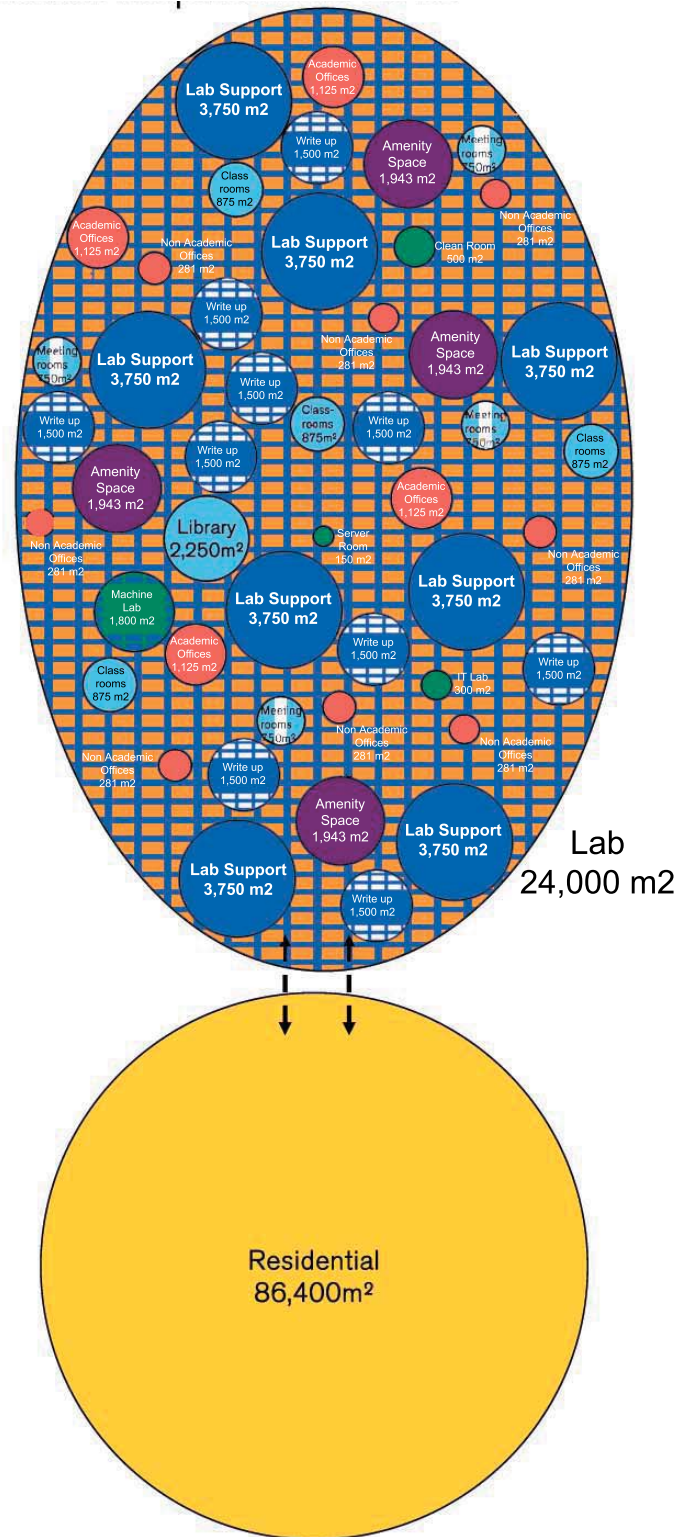 Lab Support
3,750 m2
Academic
Offices
1,125 m2
Write up
1,500 m2
Amenity
Space
1,943 m2
Meeting
rooms
750m²
Class
rooms
875 m2
Non Academic
Offices
281 m2
Academic
Offices
1,125 m2
Non Academic
Offices
281 m2
Lab Support
3,750 m2
Clean Room
500 m2
Write up
1,500 m2
Non Academic
Offices
281 m2
Amenity
Space
1,943 m2
Lab Support
3,750 m2
Meeting
rooms
750m²
Lab Support
3,750 m2
Write up
1,500 m2
Write up
1,500 m2
Class-
rooms
875m²
Write up
1,500 m2
Meeting
rooms
750m²
Class
rooms
875 m2
Write up
1,500 m2
Amenity
Space
1,943 m2
Academic
Offices
1,125 m2
Library
2,250m²
Server
Room
150 m2
Non Academic
Offices
281 m2
Non Academic
Offices
281 m2
Machine
Lab
1,800 m2
Lab Support
3,750 m2
Lab Support
3,750 m2
Academic
Offices
1,125 m2
Write up
1,500 m2
Write up
1,500 m2
Class
rooms
875 m2
IT Lab
300 m2
Meeting
rooms
750m²
Non Academic
Offices
281 m2
Non Academic
Offices
281 m2
Non Academic
Offices
281 m2
Write up
1,500 m2
Amenity
Space
1,943 m2
Lab Support
3,750 m2
Lab Support
3,750 m2
Write up
1,500 m2
Lab
24,000 m2
Residential
86,400m²